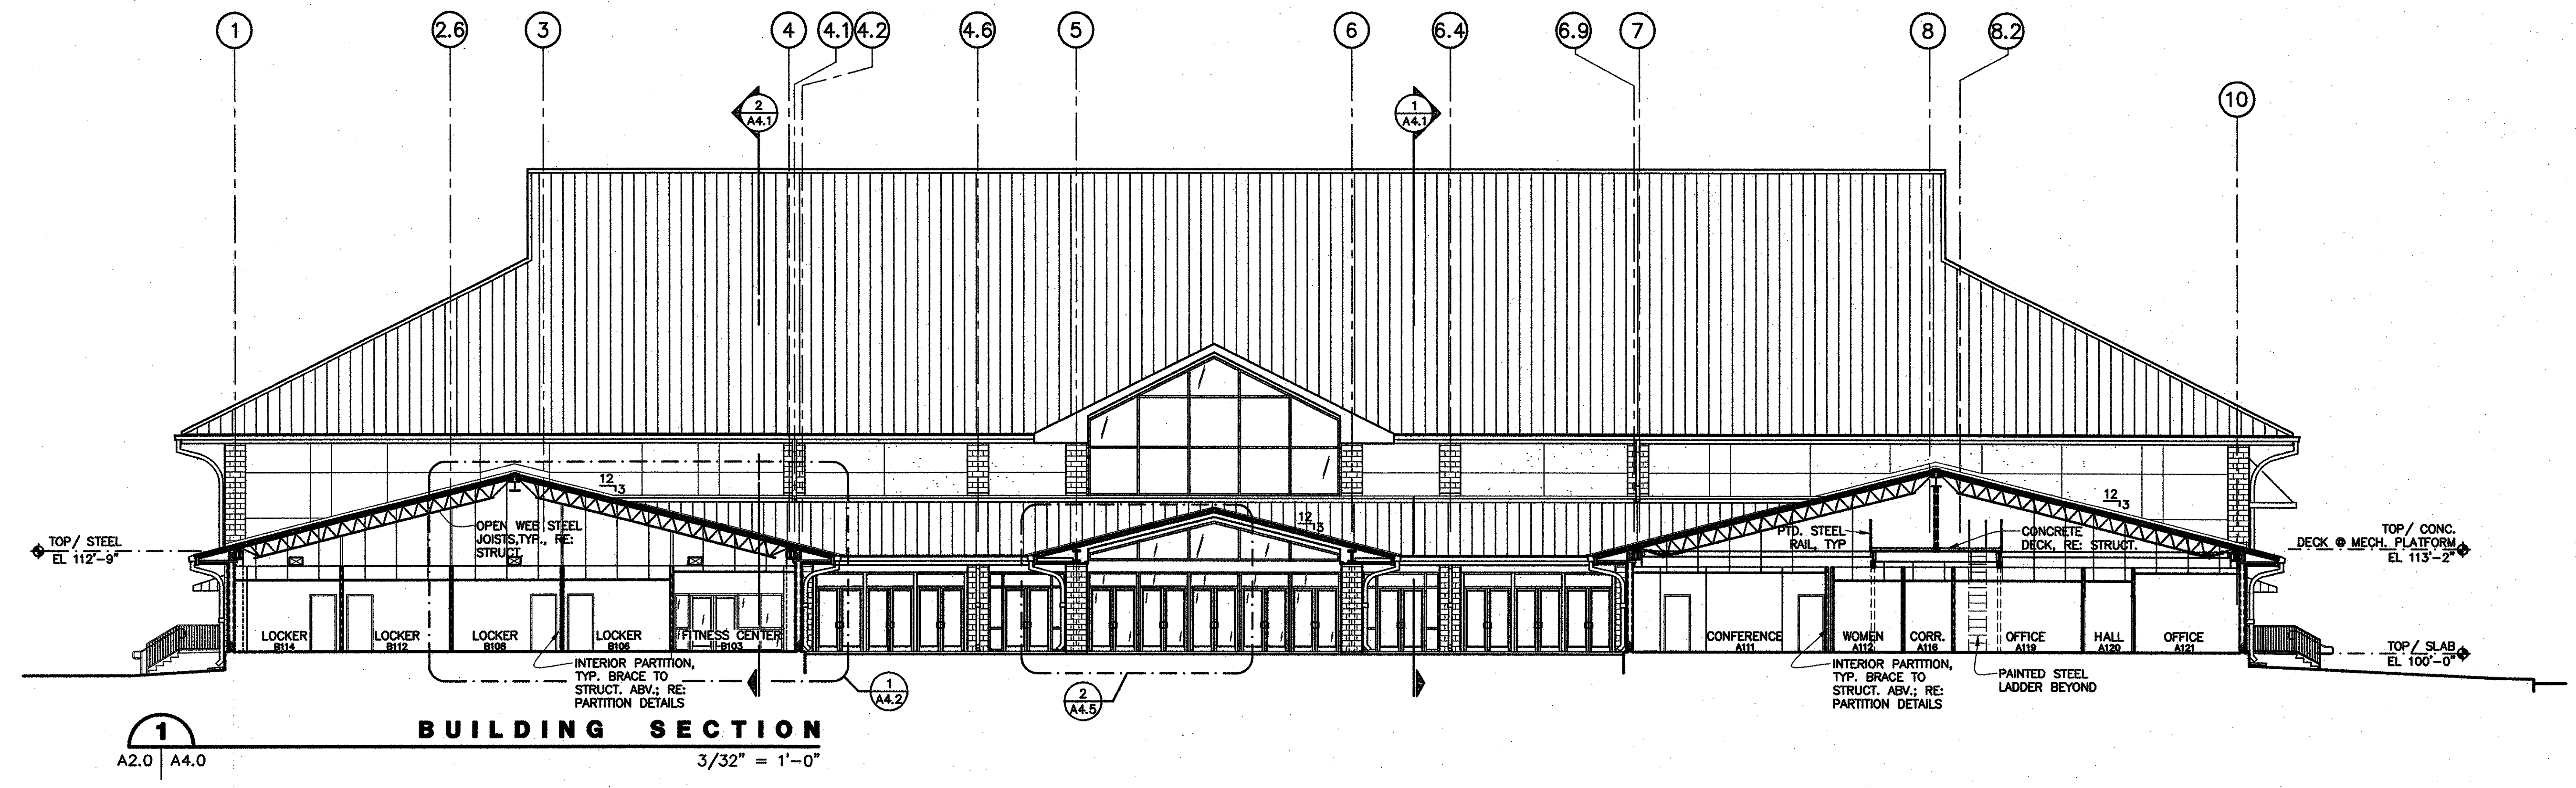 1 2.6 3 4 4.1 4.2 4.6 5 6 6.4 6.9 7 8 8.2
10
2
A4.1
1
A4.1
12
3
12
3
12
3
OPEN WEB STEEL
JOISTS,TYP., RE:
STRUCT.
TOP/ STEEL
EL 112'-9"
PTD. STEEL
RAIL, TYP
CONCRETE
DECK, RE: STRUCT.
TOP/ CONC.
DECK @ MECH. PLATFORM
EL 113'-2"
LOCKER
B114
LOCKER
B112
LOCKER
B108
LOCKER
B106
FITNESS CENTER
B103
CONFERENCE
A111
WOMEN
A112
CORR.
A116
OFFICE
A119
HALL
A120
OFFICE
A121
TOP/ SLAB
EL 100'-0"
INTERIOR PARTITION,
TYP. BRACE TO
STRUCT. ABV.; RE:
PARTITION DETAILS
1
A4.2
2
A4.5
INTERIOR PARTITION,
TYP. BRACE TO
STRUCT. ABV.; RE:
PARTITION DETAILS
PAINTED STEEL
LADDER BEYOND
1
A2.0 A4.0
BUILDING SECTION
3/32" = 1'-0"